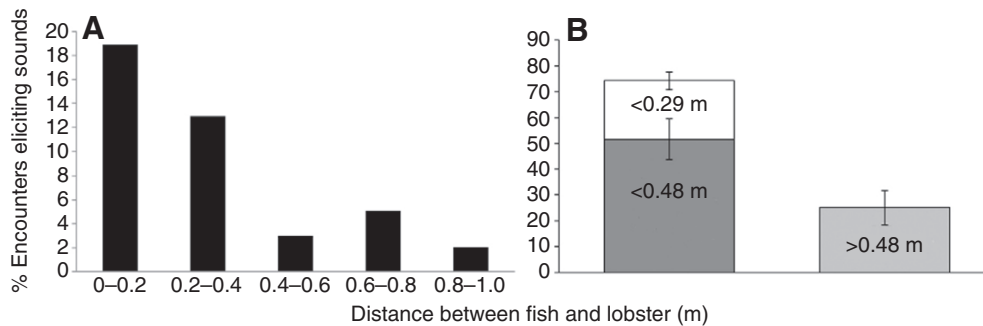 % Encounters eliciting sounds
A
20
18
16
14
12
10
8
6
4
2
0
0–0.2 0.2–0.4 0.4–0.6 0.6–0.8 0.8–1.0
B
90
80
70
60
50
40
30
20
10
0
<0.29 m
<0.48 m
>0.48 m
Distance between fish and lobster (m)